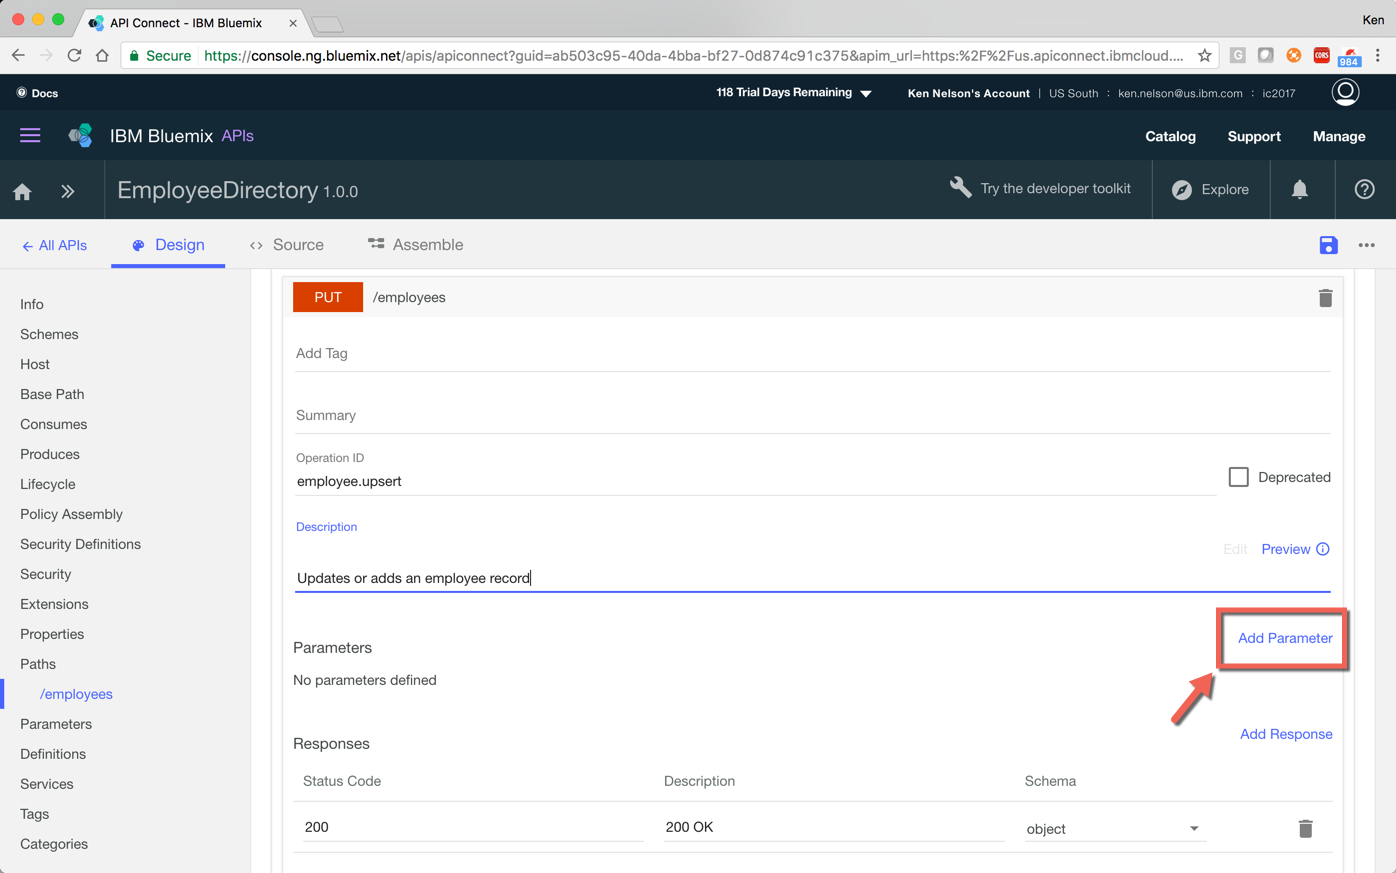 API Connect - IBM Bluemix
Ken
Secure https://console.ng.bluemix.net/apis/apiconnect?guid=ab503c95-40da-4bba-bf27-0d874c91c375&apim_url=https:%2F%2Fus.apiconnect.ibmcloud....
G
CORS
984
Docs
118 Trial Days Remaining
Ken Nelson's Account | US South : ken.nelson@us.ibm.com : ic2017
IBM Bluemix APIs
Catalog Support Manage
EmployeeDirectory 1.0.0
Try the developer toolkit
Explore
← All APIs
Design
<> Source
Assemble
Info
Schemes
Host
Base Path
Consumes
Produces
Lifecycle
Policy Assembly
Security Definitions
Security
Extensions
Properties
Paths
/employees
Parameters
Definitions
Services
Tags
Categories
PUT /employees
Add Tag
Summary
Operation ID
employee.upsert
Deprecated
Description
Edit Preview
Updates or adds an employee record
Parameters
Add Parameter
No parameters defined
Responses
Add Response
Status Code Description Schema
200 200 OK object